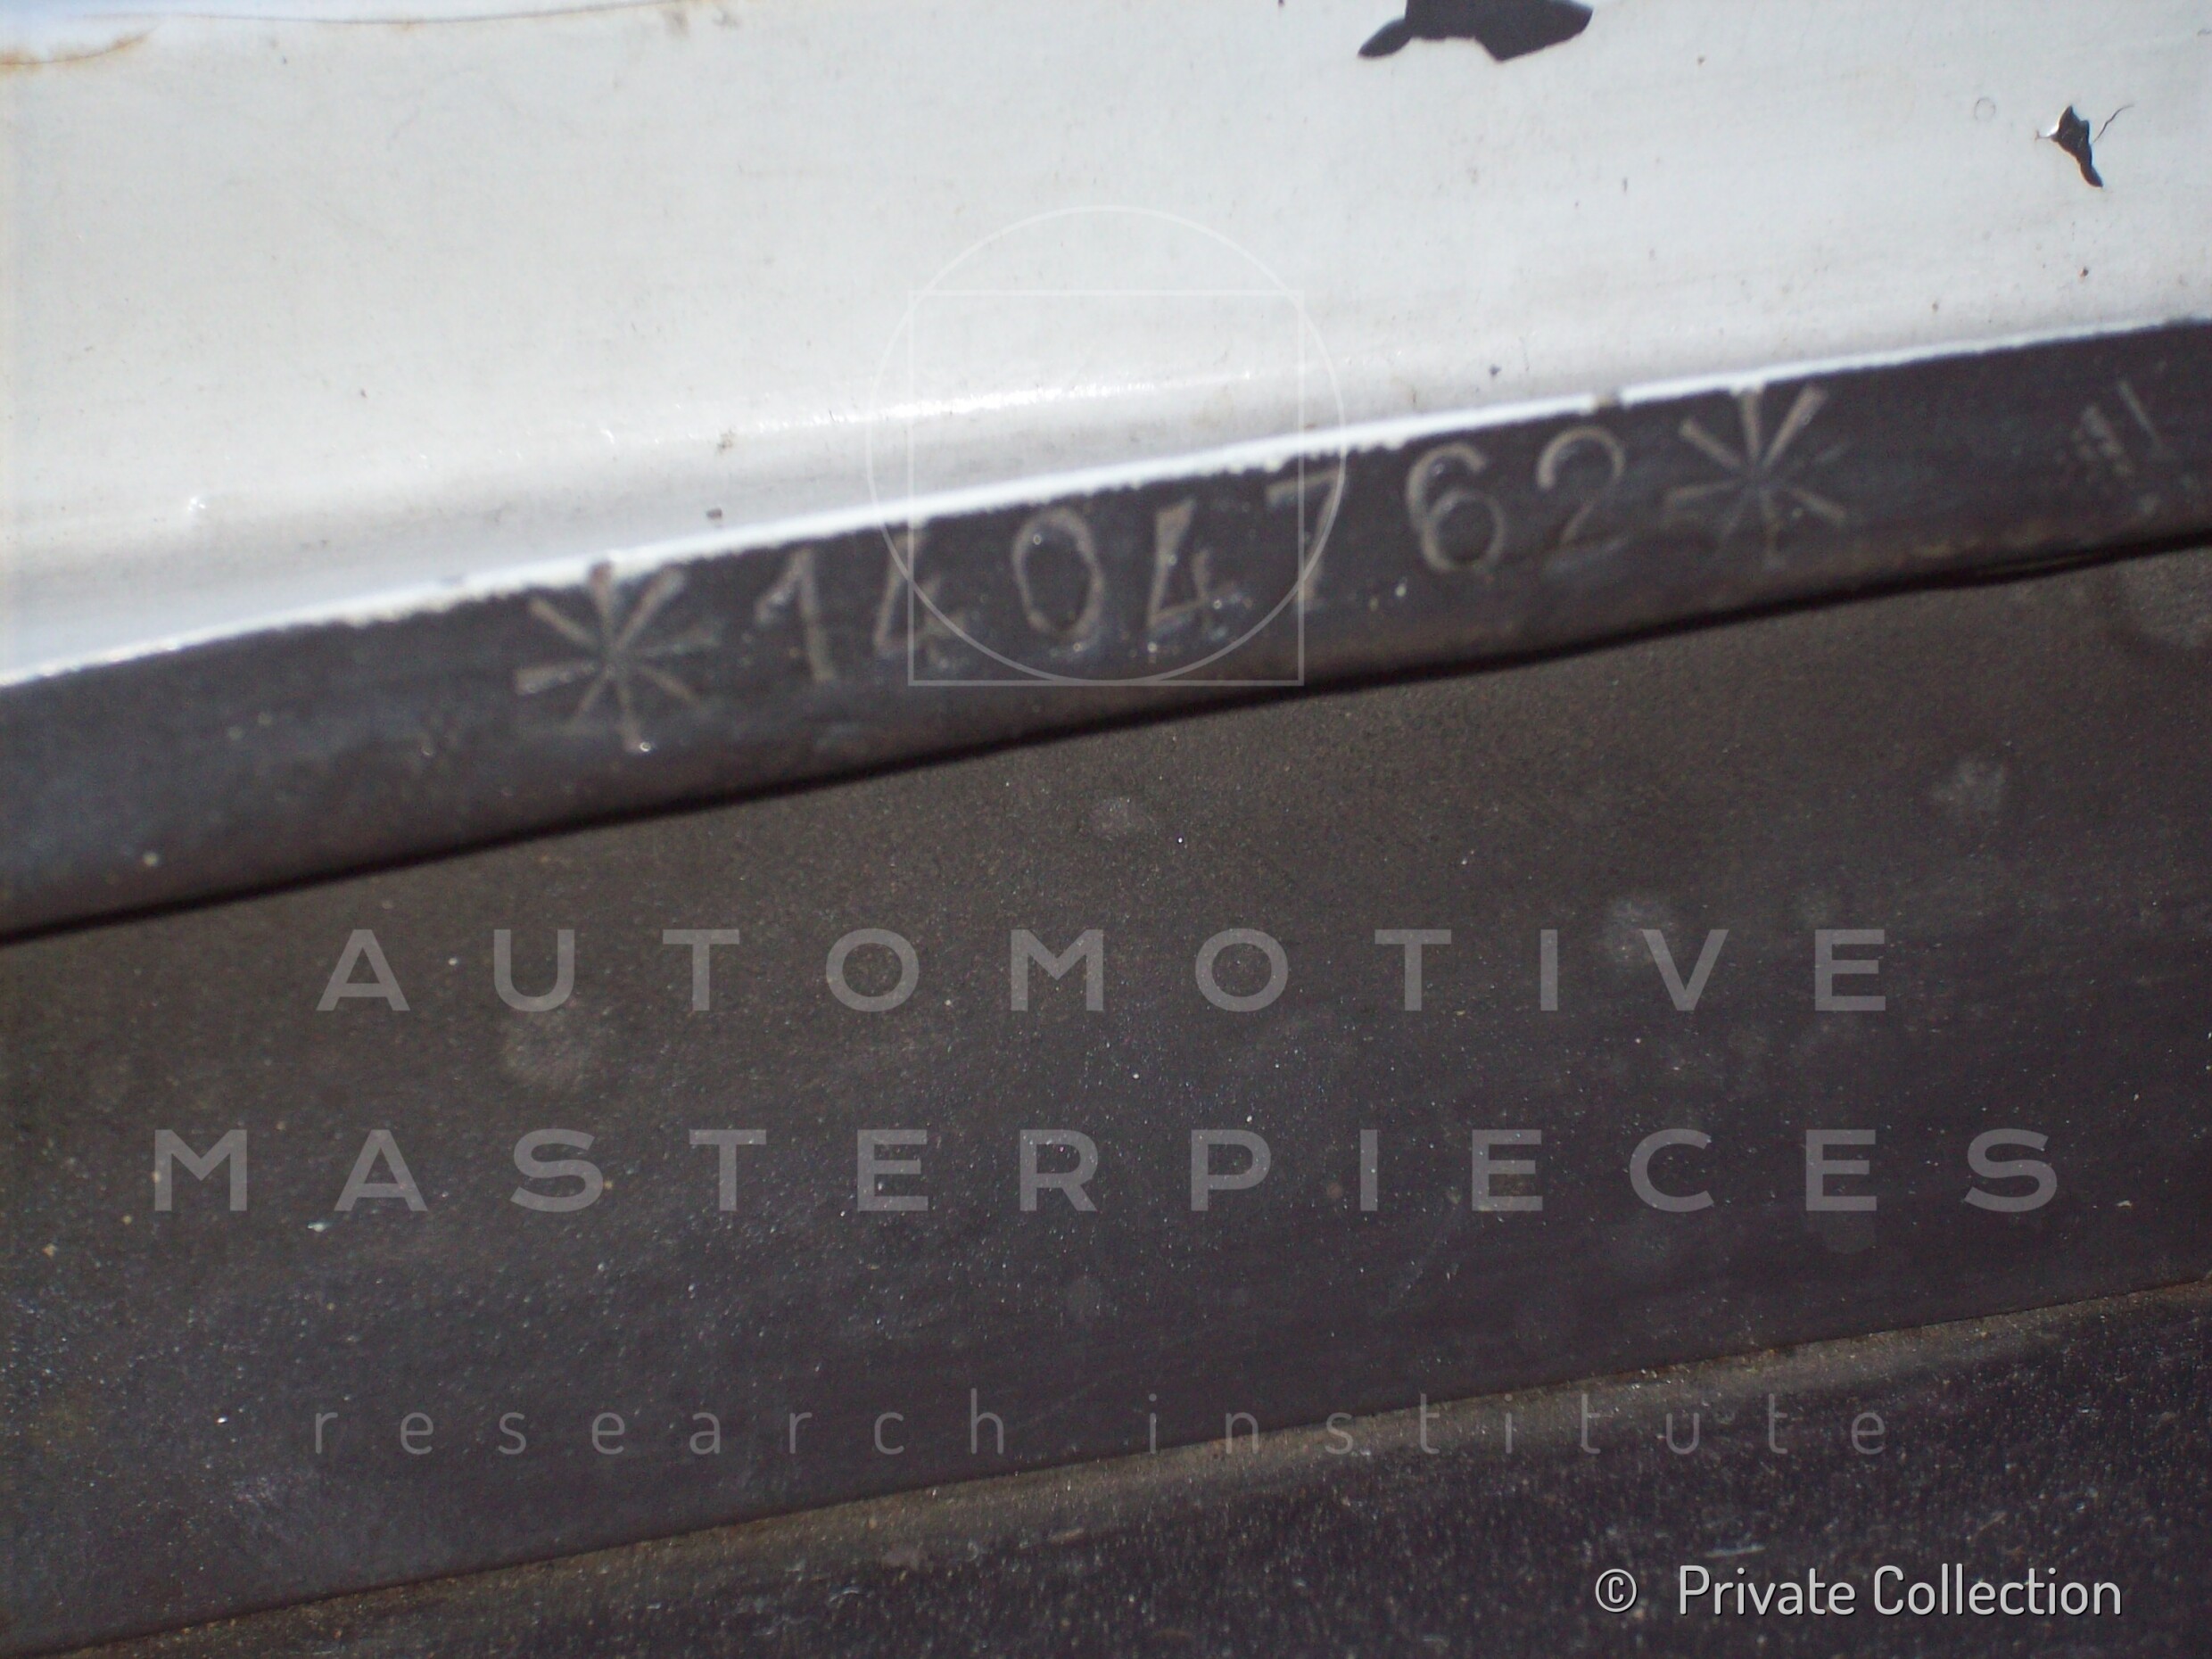 *1404762*
AUTOMOTIVE
MASTERPIECES
research institute
© Private Collection